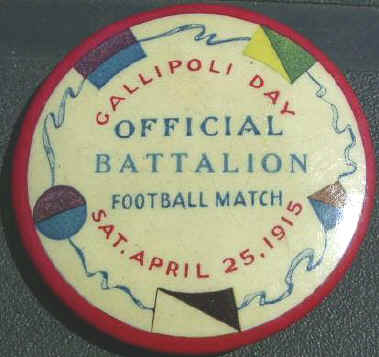 GALLIPOLI DAY
OFFICIAL
BATTALION
FOOTBALL MATCH
SAT. APRIL 25. 1915